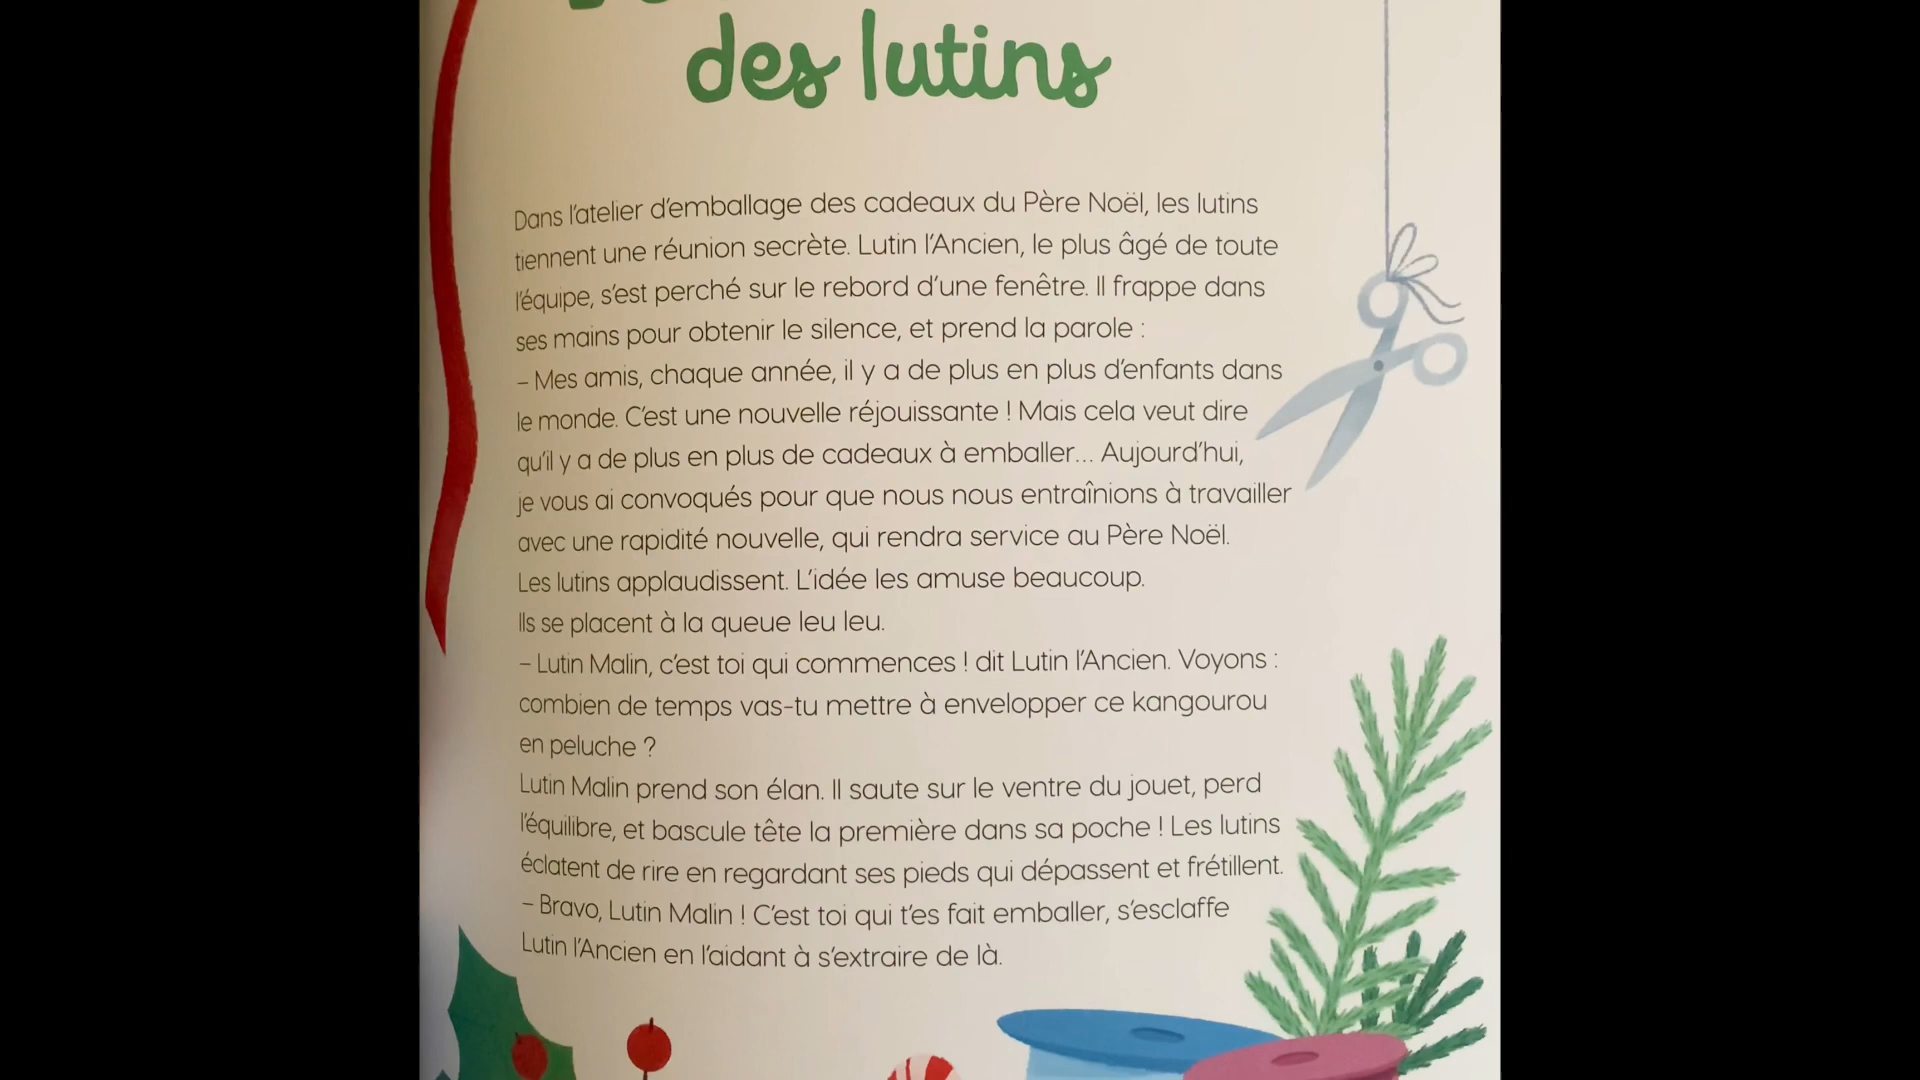 des lutins
Dans l'atelier d'emballage des cadeaux du Père Noël, les lutins
tiennent une réunion secrète. Lutin l'Ancien, le plus âgé de toute
l'équipe, s'est perché sur le rebord d'une fenêtre. Il frappe dans
ses mains pour obtenir le silence, et prend la parole :
– Mes amis, chaque année, il y a de plus en plus d'enfants dans
le monde. C'est une nouvelle réjouissante ! Mais cela veut dire
qu'il y a de plus en plus de cadeaux à emballer... Aujourd'hui,
je vous ai convoqués pour que nous nous entraînions à travailler
avec une rapidité nouvelle, qui rendra service au Père Noël.
Les lutins applaudissent. L'idée les amuse beaucoup.
Ils se placent à la queue leu leu.
– Lutin Malin, c'est toi qui commences ! dit Lutin l'Ancien. Voyons :
combien de temps vas-tu mettre à envelopper ce kangourou
en peluche ?
Lutin Malin prend son élan. Il saute sur le ventre du jouet, perd
l'équilibre, et bascule tête la première dans sa poche ! Les lutins
éclatent de rire en regardant ses pieds qui dépassent et frétillent.
– Bravo, Lutin Malin ! C'est toi qui t'es fait emballer, s'esclaffe
Lutin l'Ancien en l'aidant à s'extraire de là.